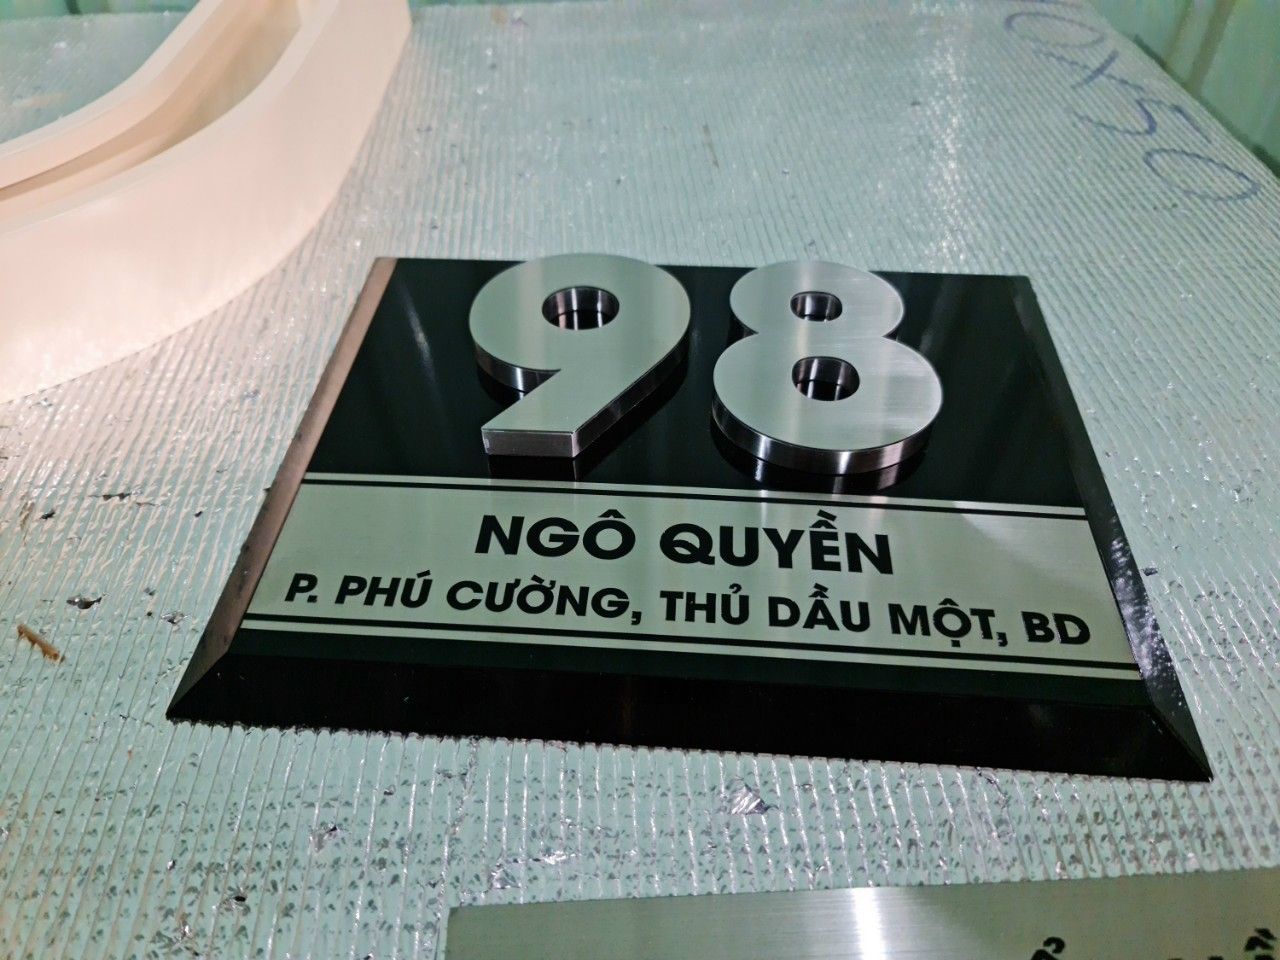 98
NGÔ QUYỀN
P. PHÚ CƯỜNG, THỦ DẦU MỘT, BD